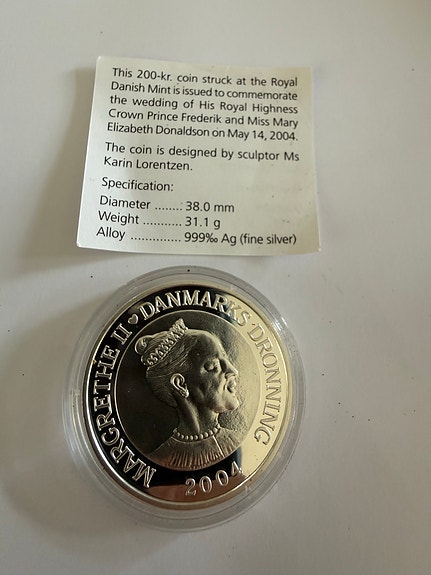 This 200-kr. coin struck at the Royal
Danish Mint is issued to commemorate
the wedding of His Royal Highness
Crown Prince Frederik and Miss Mary
Elizabeth Donaldson on May 14, 2004.
The coin is designed by sculptor Ms
Karin Lorentzen.
Specification:
Diameter ....... 38.0 mm
Weight ........... 31.1 g
Alloy .............. 999‰ Ag (fine silver)
MARGRETHE II ♥ DANMARKS DRONNING
2004